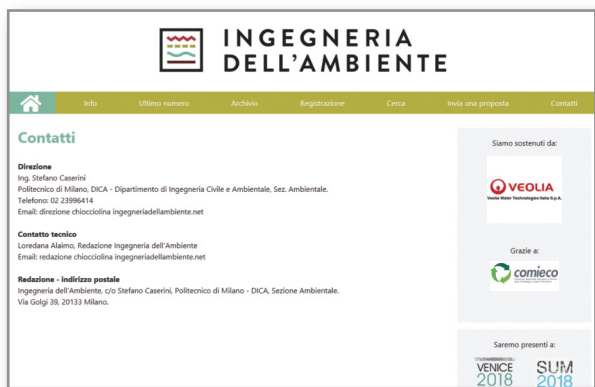 INGEGNERIA
DELL'AMBIENTE
Info Ultimo numero Archivio Registrazione Cerca Invia una proposta Contatti
Contatti
Direzione
Ing. Stefano Caserini
Politecnico di Milano, DICA - Dipartimento di Ingegneria Civile e Ambientale, Sez. Ambientale.
Telefono: 02 23996414
Email: direzione chiocciolina ingegneriadellambiente.net
Contatto tecnico
Loredana Alaimo, Redazione Ingegneria dell'Ambiente
Email: redazione chiocciolina ingegneriadellambiente.net
Redazione - indirizzo postale
Ingegneria dell'Ambiente, c/o Stefano Caserini, Politecnico di Milano - DICA, Sezione Ambientale.
Via Golgi 39, 20133 Milano.
Siamo sostenuti da:
VEOLIA
Veolia Water Technologies Italia S.p.A.
Grazie a:
comieco
Saremo presenti a:
VENICE SUM
2018 2018